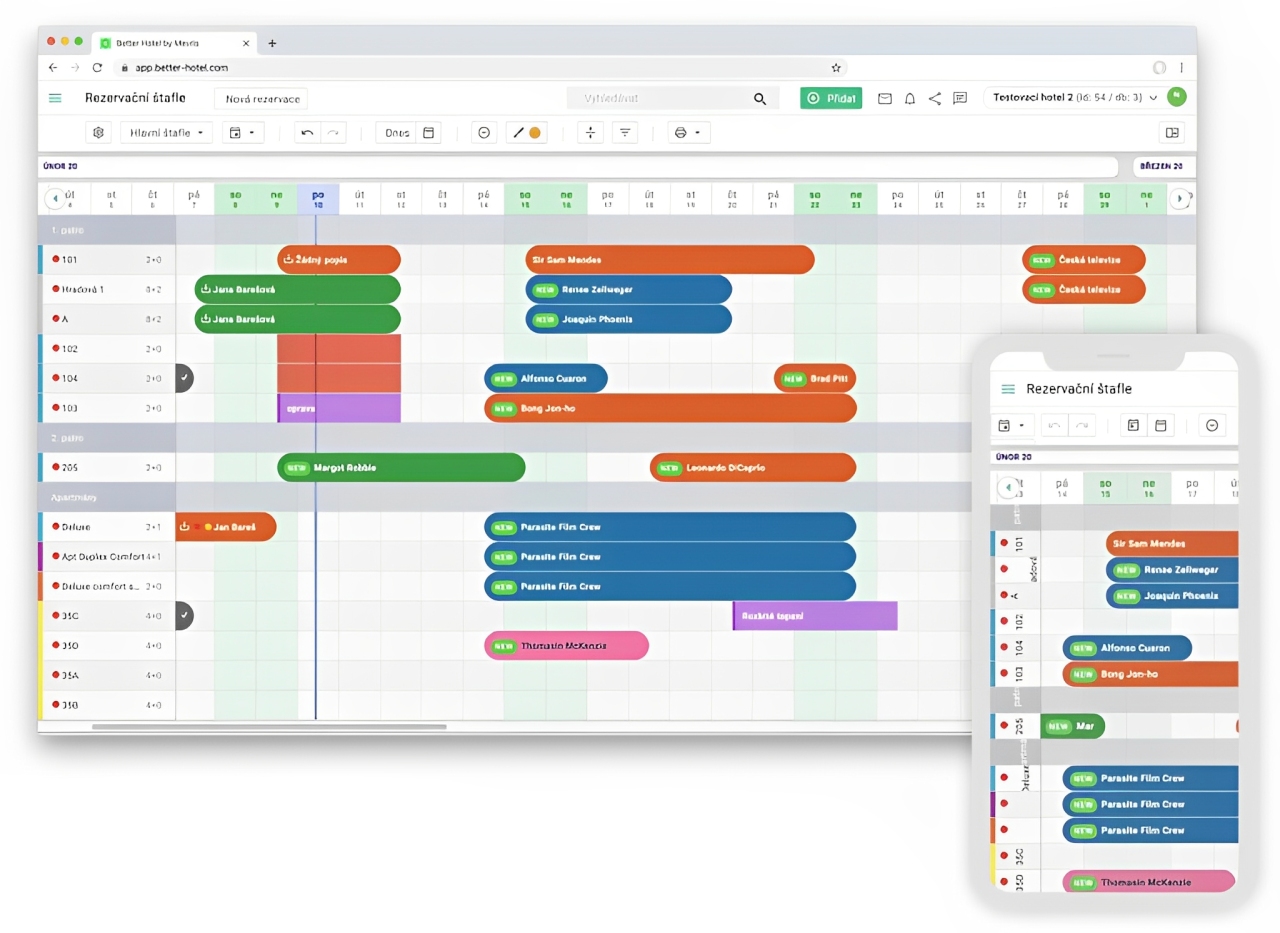 Better Hotel by Mevris
app.better-hotel.com
Rezervační štafle Nová rezervace Vyhledávat Přidat Testovací hotel 2 (id: 54 / db: 3)
Hlavní štafle Dnes
ÚNOR 20 BŘEZEN 20
út st čt pá so ne po út st čt pá so ne po út st čt pá so ne po út st čt pá so ne
4 5 6 7 8 9 10 11 12 13 14 15 16 17 18 19 20 21 22 23 24 25 26 27 28 29 1
1. patro
101 2+0 Žádný popis Sir Sam Mendes NEW Česká televize
Hradová 1 8+2 Jana Barešová NEW Renee Zellweger NEW Česká televize
A 8+2 Jana Barešová NEW Joaquin Phoenix
102 2+0
104 2+0 NEW Alfonso Cuaron NEW Brad Pitt
103 2+0 oprava NEW Bong Jon-ho
2. patro
205 2+0 NEW Margot Robbie NEW Leonardo DiCaprio
Apartmány
Deluxe 2+1 Jan Bareš NEW Parasite Film Crew
Apt Duplex Comfort 4+1 NEW Parasite Film Crew
Deluxe comfort s... 2+0 NEW Parasite Film Crew
35C 4+0 Rozbité topení
35D 4+0 NEW Thomasin McKenzie
35A 4+0
35B 4+0
Rezervační štafle
ÚNOR 20
pá so ne po
13 14 15 16 17 18
101 Sir Sam Mendes
NEW Renee Zellweger
NEW Joaquin Phoenix
102
104 NEW Alfonso Cuaron
103 NEW Bong Jon-ho
205 NEW Mar
NEW Parasite Film Crew
NEW Parasite Film Crew
NEW Parasite Film Crew
35C
35D NEW Thomasin McKenzie